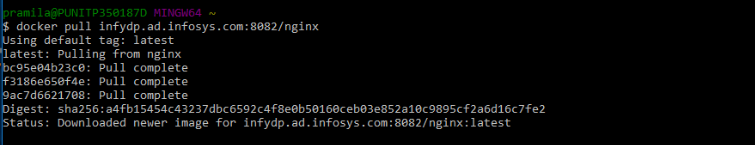 pramila@PUNITP350187D MINGW64 ~
$ docker pull infydp.ad.infosys.com:8082/nginx
Using default tag: latest
latest: Pulling from nginx
bc95e04b23c0: Pull complete
f3186e650f4e: Pull complete
9ac7d6621708: Pull complete
Digest: sha256:a4fb15454c43237dbc6592c4f8e0b50160ceb03e852a10c9895cf2a6d16c7fe2
Status: Downloaded newer image for infydp.ad.infosys.com:8082/nginx:latest